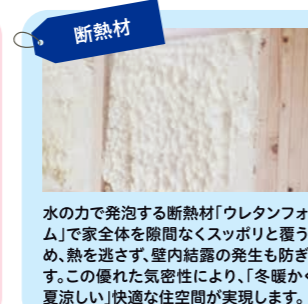 断熱材
水の力で発泡する断熱材「ウレタンフォ
ム」で家全体を隙間なくスッポリと覆う
め、熱を逃さず、壁内結露の発生も防ぎ
す。この優れた気密性により、「冬暖か
夏涼しい」快適な住空間が実現します。